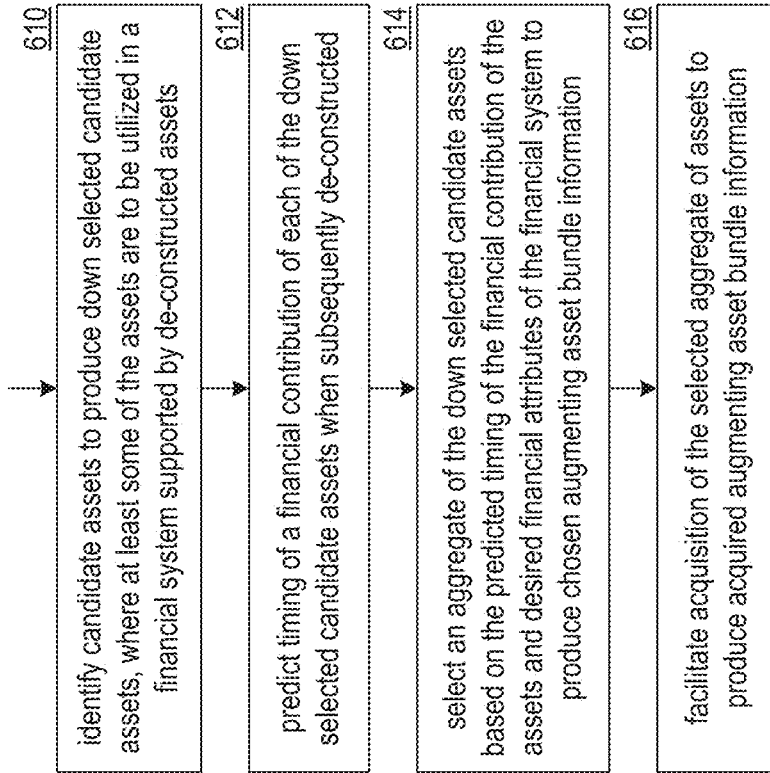 610
identify candidate assets to produce down selected candidate
assets, where at least some of the assets are to be utilized in a
financial system supported by de-constructed assets
612
predict timing of a financial contribution of each of the down
selected candidate assets when subsequently de-constructed
614
select an aggregate of the down selected candidate assets
based on the predicted timing of the financial contribution of the
assets and desired financial attributes of the financial system to
produce chosen augmenting asset bundle information
616
facilitate acquisition of the selected aggregate of assets to
produce acquired augmenting asset bundle information